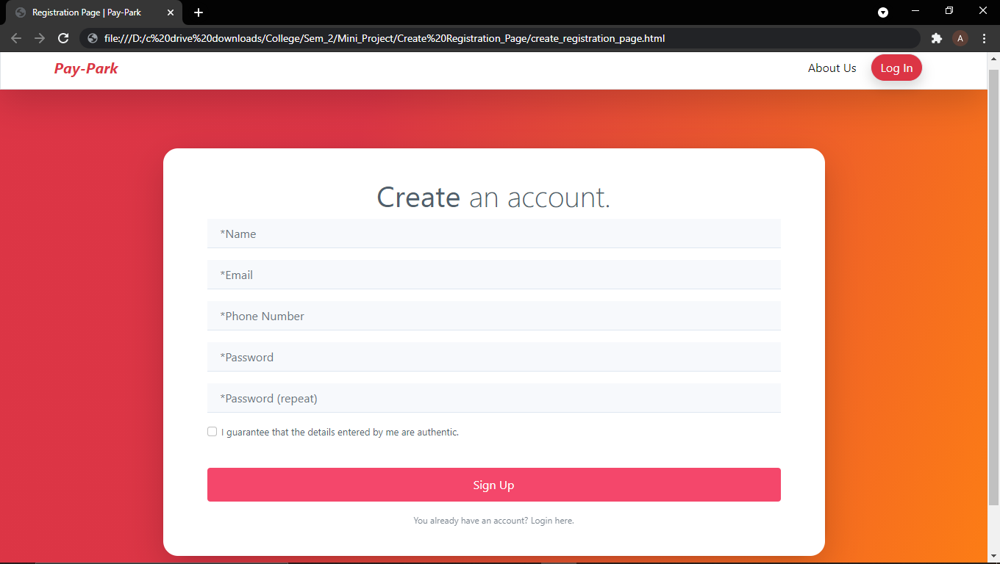 Registration Page | Pay-Park
file:///D:/c%20drive%20downloads/College/Sem_2/Mini_Project/Create%20Registration_Page/create_registration_page.html
A
Pay-Park
About Us
Log In
Create an account.
*Name
*Email
*Phone Number
*Password
*Password (repeat)
I guarantee that the details entered by me are authentic.
Sign Up
You already have an account? Login here.